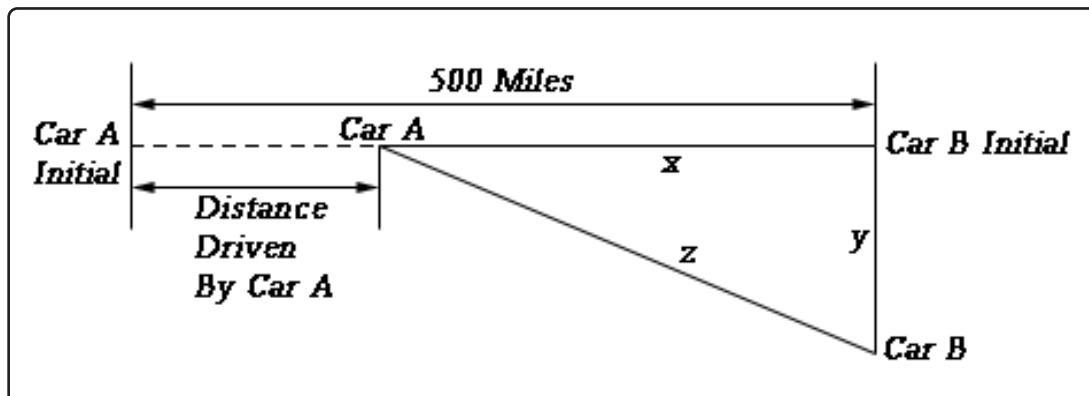 500 Miles
Car A
Initial
Car A
Car B Initial
x
Distance
Driven
By Car A
z
y
Car B